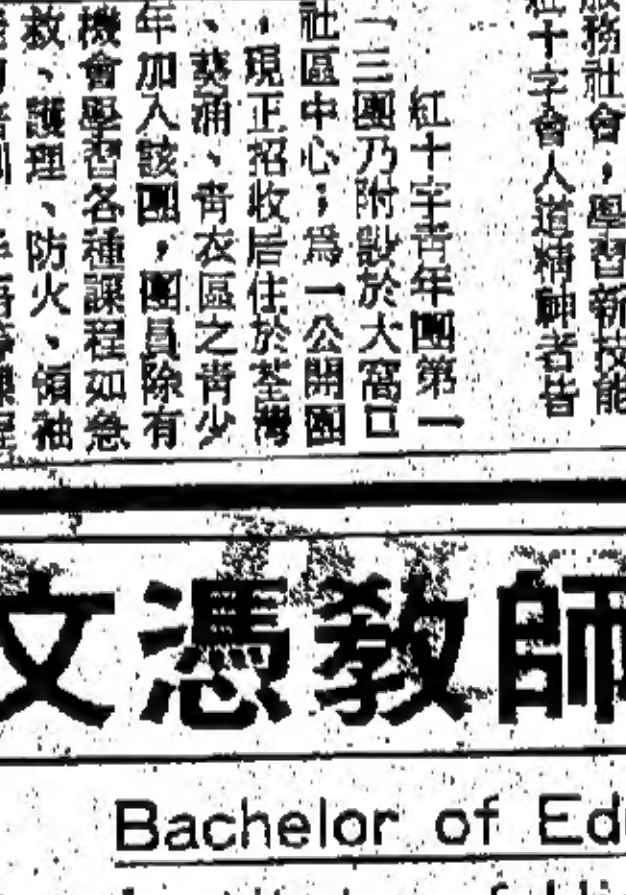 服務社會，學習新技能
紅十字會人道精神者皆
紅十字青年團第一
一三團乃附設於大窩口
社區中心，為一公開團
，現正招收居住於荃灣
、葵涌、青衣區之青少
年加入該團，團員除有
機會學習各種課程如急
救、護理、防火、領袖
文憑教師
Bachelor of Edu